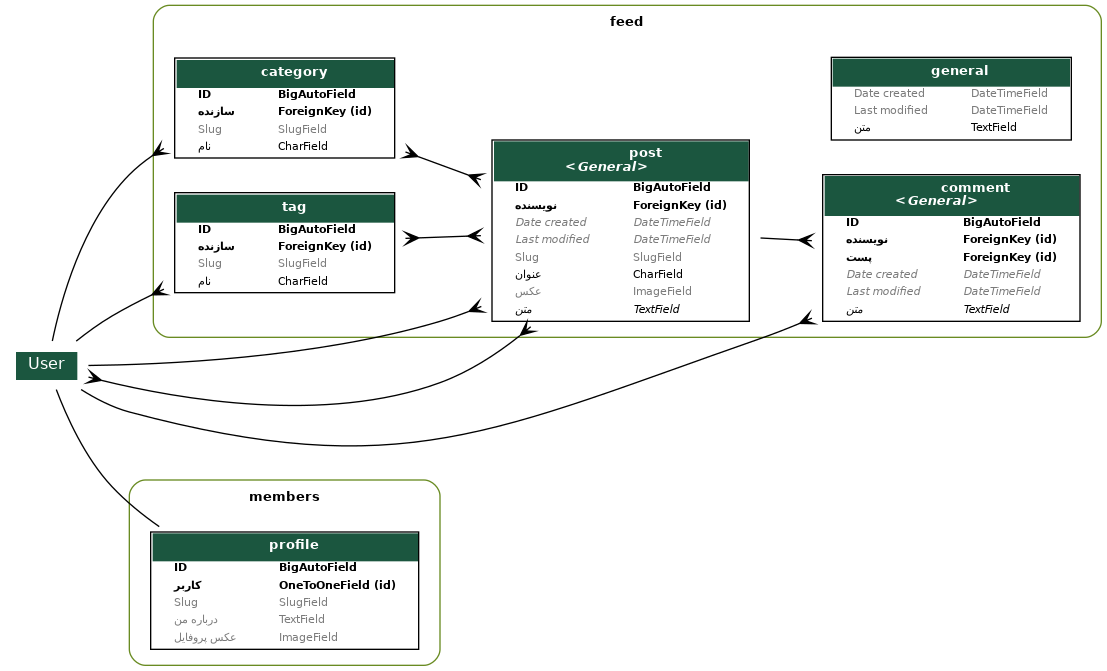 feed
category
ID BigAutoField
سازنده ForeignKey (id)
Slug SlugField
نام CharField
tag
ID BigAutoField
سازنده ForeignKey (id)
Slug SlugField
نام CharField
post
<General>
ID BigAutoField
نویسنده ForeignKey (id)
Date created DateTimeField
Last modified DateTimeField
Slug SlugField
عنوان CharField
عکس ImageField
متن TextField
general
Date created DateTimeField
Last modified DateTimeField
متن TextField
comment
<General>
ID BigAutoField
نویسنده ForeignKey (id)
پست ForeignKey (id)
Date created DateTimeField
Last modified DateTimeField
متن TextField
User
members
profile
ID BigAutoField
کاربر OneToOneField (id)
Slug SlugField
درباره من TextField
عکس پروفایل ImageField